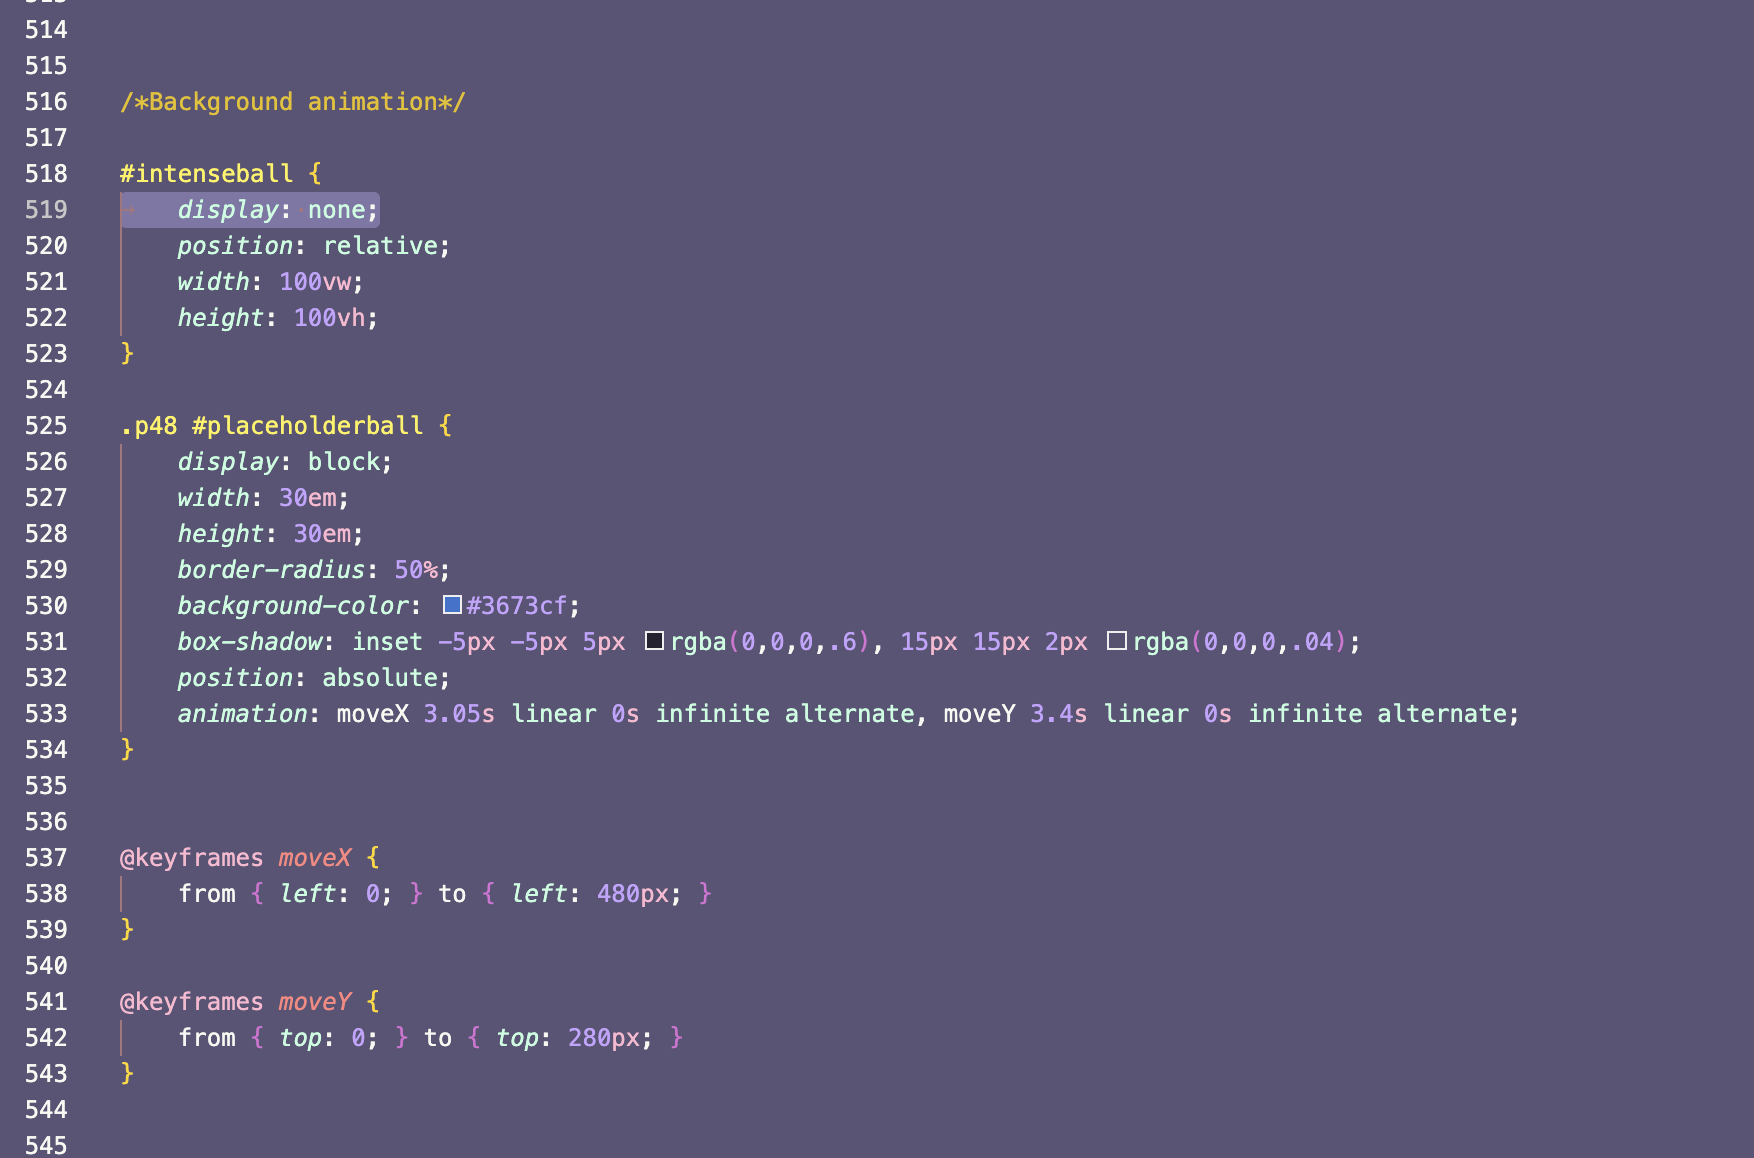 514
515
516 /*Background animation*/
517
518 #intenseball {
519 display: none;
520 position: relative;
521 width: 100vw;
522 height: 100vh;
523 }
524
525 .p48 #placeholderball {
526 display: block;
527 width: 30em;
528 height: 30em;
529 border-radius: 50%;
530 background-color: #3673cf;
531 box-shadow: inset -5px -5px 5px rgba(0,0,0,.6), 15px 15px 2px rgba(0,0,0,.04);
532 position: absolute;
533 animation: moveX 3.05s linear 0s infinite alternate, moveY 3.4s linear 0s infinite alternate;
534 }
535
536
537 @keyframes moveX {
538 from { left: 0; } to { left: 480px; }
539 }
540
541 @keyframes moveY {
542 from { top: 0; } to { top: 280px; }
543 }
544
545